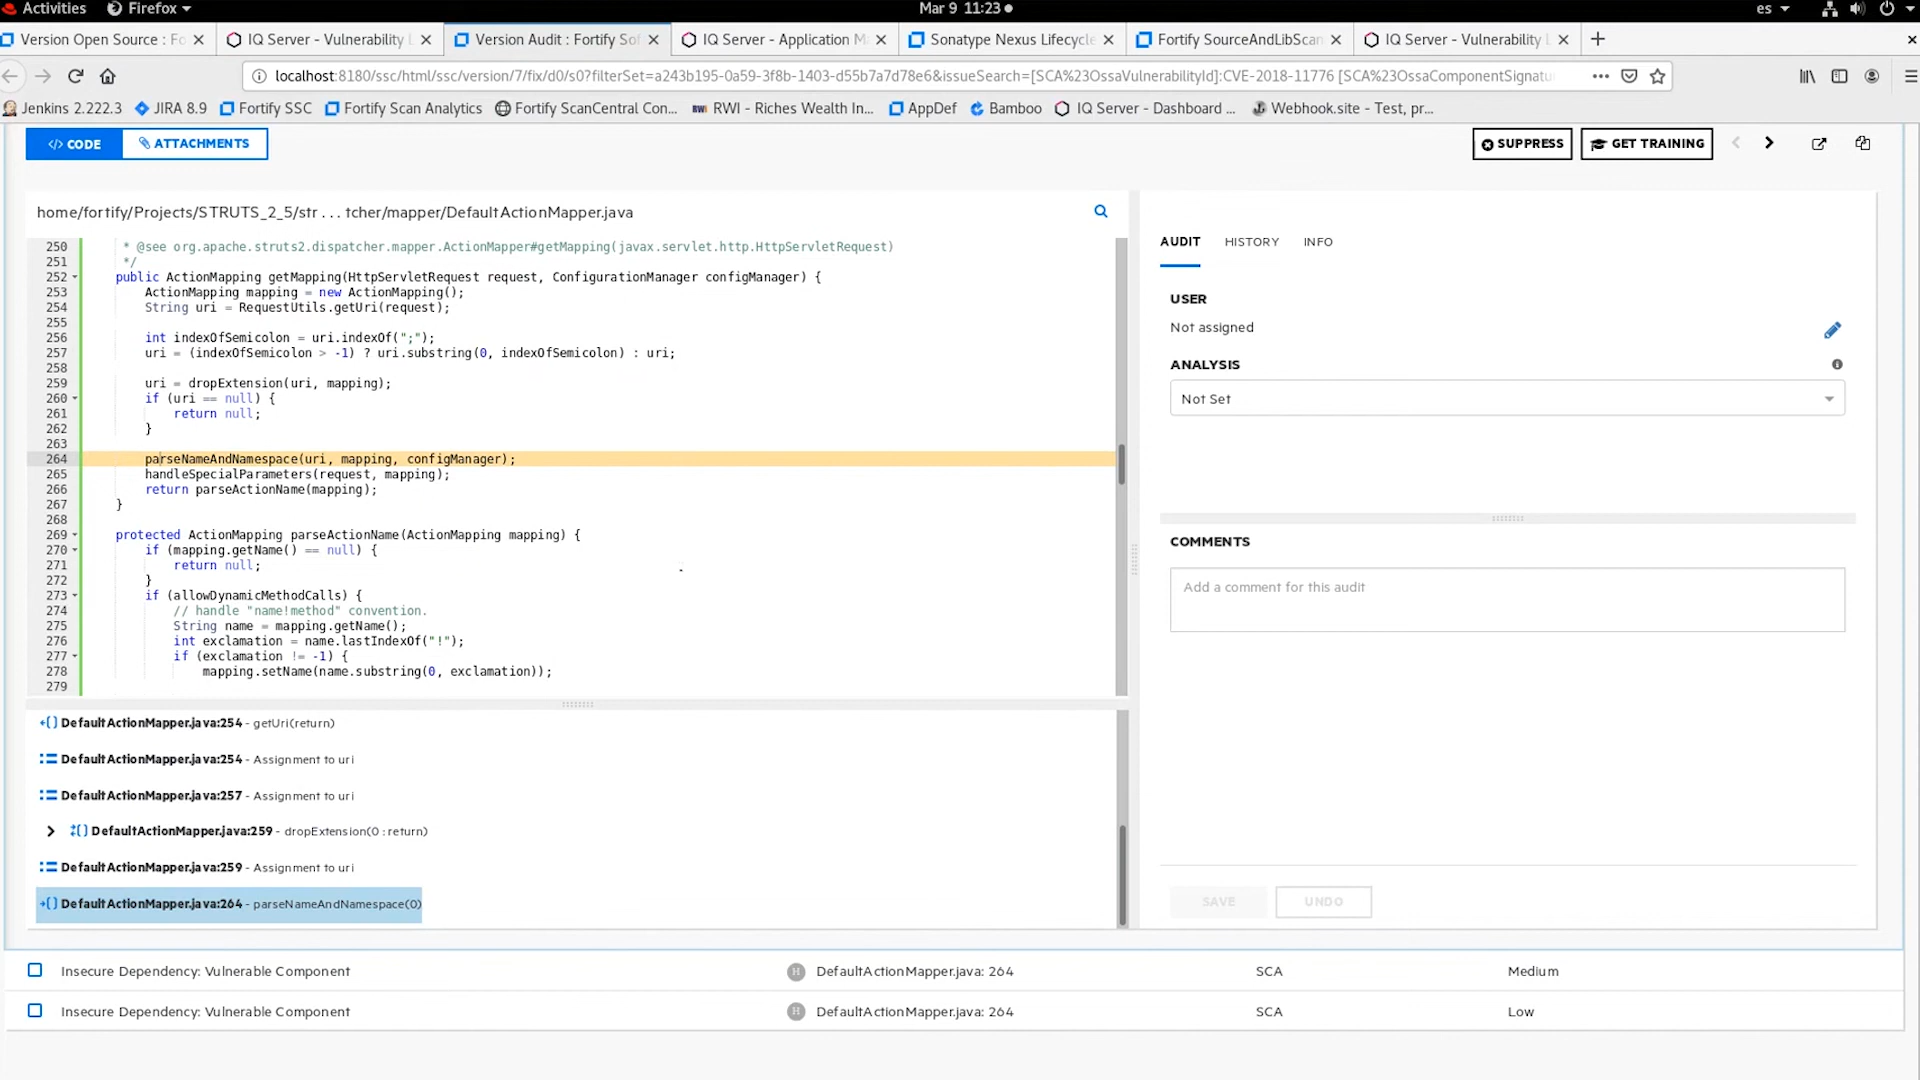 Activities Firefox Mar 9 11:23 es
Version Open Source : Fo IQ Server - Vulnerability L Version Audit : Fortify Sof IQ Server - Application M Sonatype Nexus Lifecycle Fortify SourceAndLibScan IQ Server - Vulnerability L
localhost:8180/ssc/html/ssc/version/7/fix/d0/s0?filterSet=a243b195-0a59-3f8b-1403-d55b7a7d78e6&issueSearch=[SCA%23OssaVulnerabilityId]:CVE-2018-11776 [SCA%23OssaComponentSignatu
Jenkins 2.222.3 JIRA 8.9 Fortify SSC Fortify Scan Analytics Fortify ScanCentral Con... RWI - Riches Wealth In... AppDef Bamboo IQ Server - Dashboard ... Webhook.site - Test, pr...
</> CODE ATTACHMENTS SUPPRESS GET TRAINING
home/fortify/Projects/STRUTS_2_5/str ... tcher/mapper/DefaultActionMapper.java
250 * @see org.apache.struts2.dispatcher.mapper.ActionMapper#getMapping(javax.servlet.http.HttpServletRequest)
251 */
252 public ActionMapping getMapping(HttpServletRequest request, ConfigurationManager configManager) {
253 ActionMapping mapping = new ActionMapping();
254 String uri = RequestUtils.getUri(request);
255
256 int indexOfSemicolon = uri.indexOf(";");
257 uri = (indexOfSemicolon > -1) ? uri.substring(0, indexOfSemicolon) : uri;
258
259 uri = dropExtension(uri, mapping);
260 if (uri == null) {
261 return null;
262 }
263
264 parseNameAndNamespace(uri, mapping, configManager);
265 handleSpecialParameters(request, mapping);
266 return parseActionName(mapping);
267 }
268
269 protected ActionMapping parseActionName(ActionMapping mapping) {
270 if (mapping.getName() == null) {
271 return null;
272 }
273 if (allowDynamicMethodCalls) {
274 // handle "name!method" convention.
275 String name = mapping.getName();
276 int exclamation = name.lastIndexOf("!");
277 if (exclamation != -1) {
278 mapping.setName(name.substring(0, exclamation));
279
DefaultActionMapper.java:254 - getUri(return)
DefaultActionMapper.java:254 - Assignment to uri
DefaultActionMapper.java:257 - Assignment to uri
DefaultActionMapper.java:259 - dropExtension(0 : return)
DefaultActionMapper.java:259 - Assignment to uri
DefaultActionMapper.java:264 - parseNameAndNamespace(0)
AUDIT HISTORY INFO
USER
Not assigned
ANALYSIS
Not Set
COMMENTS
Add a comment for this audit
SAVE UNDO
Insecure Dependency: Vulnerable Component H DefaultActionMapper.java: 264 SCA Medium
Insecure Dependency: Vulnerable Component H DefaultActionMapper.java: 264 SCA Low